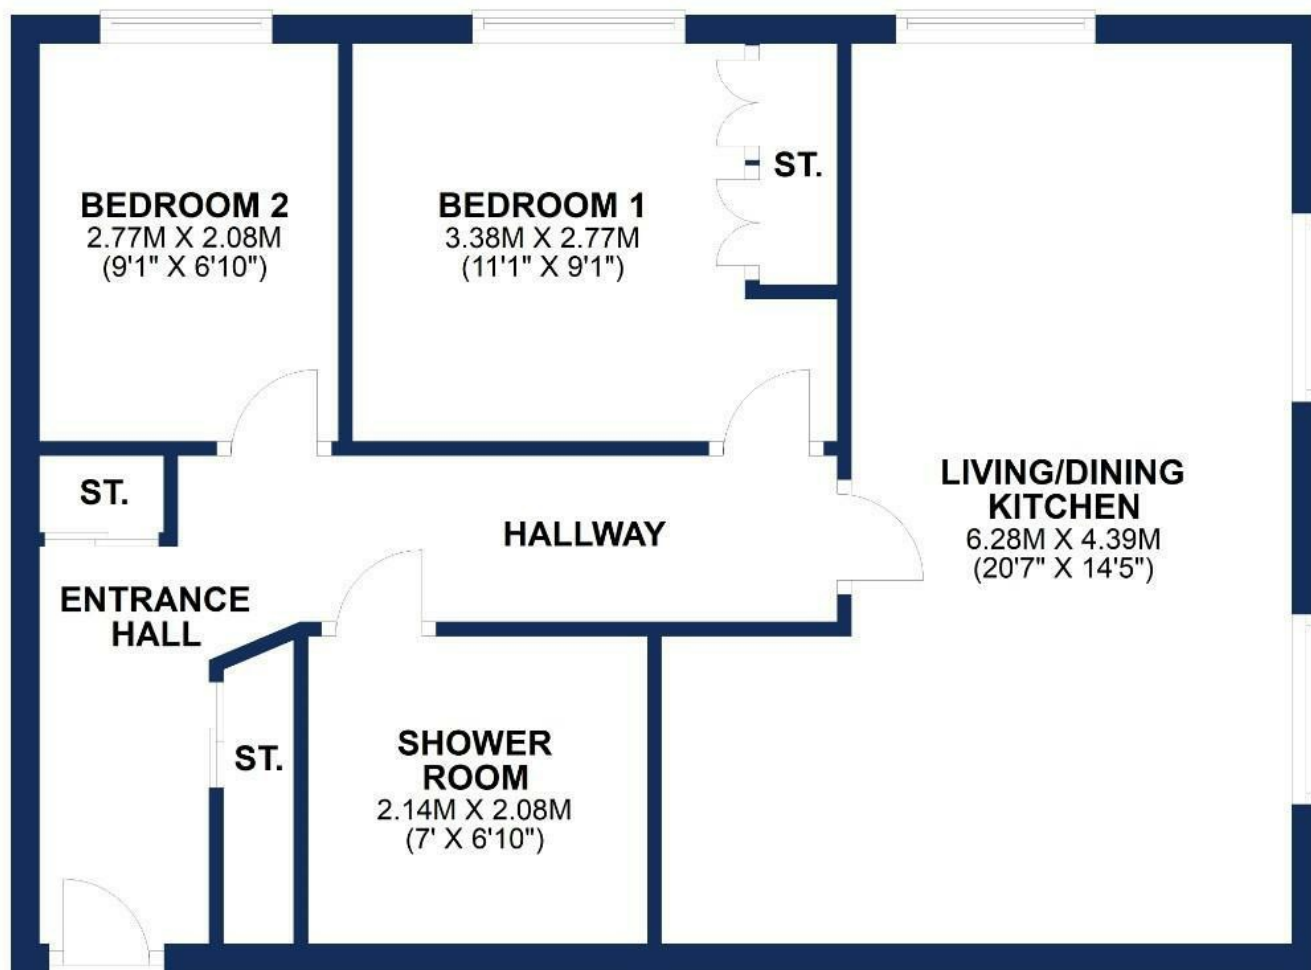 BEDROOM 2
2.77M X 2.08M
(9'1" X 6'10")
BEDROOM 1
3.38M X 2.77M
(11'1" X 9'1")
ST.
ST.
HALLWAY
LIVING/DINING
KITCHEN
6.28M X 4.39M
(20'7" X 14'5")
ENTRANCE
HALL
ST.
SHOWER
ROOM
2.14M X 2.08M
(7' X 6'10")